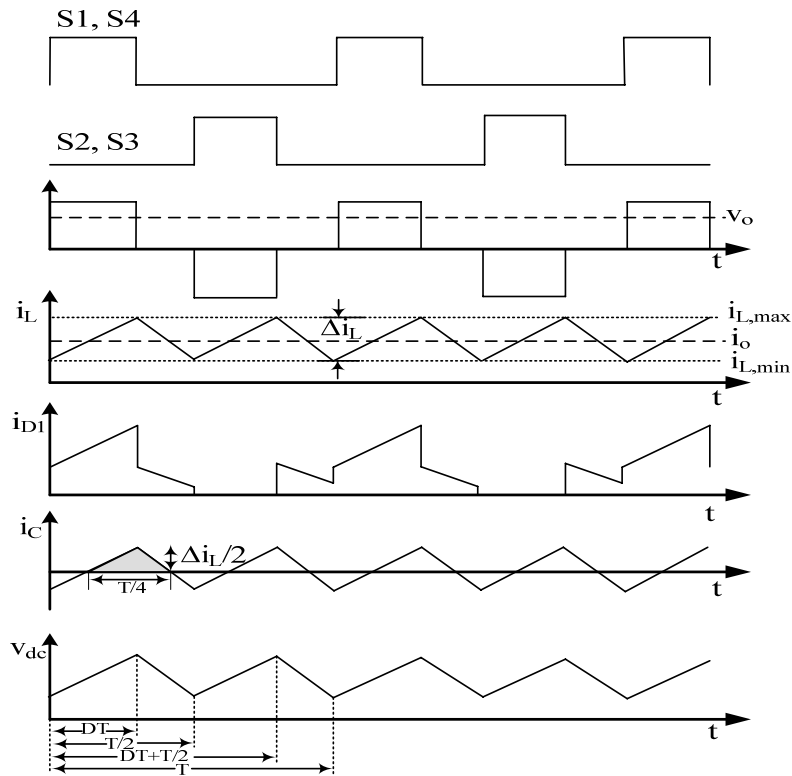 S1, S4
S2, S3
vo
t
iL
ΔiL
iL,max
io
iL,min
t
iD1
t
iC
ΔiL/2
T/4
t
vdc
t
DT
T/2
DT+T/2
T